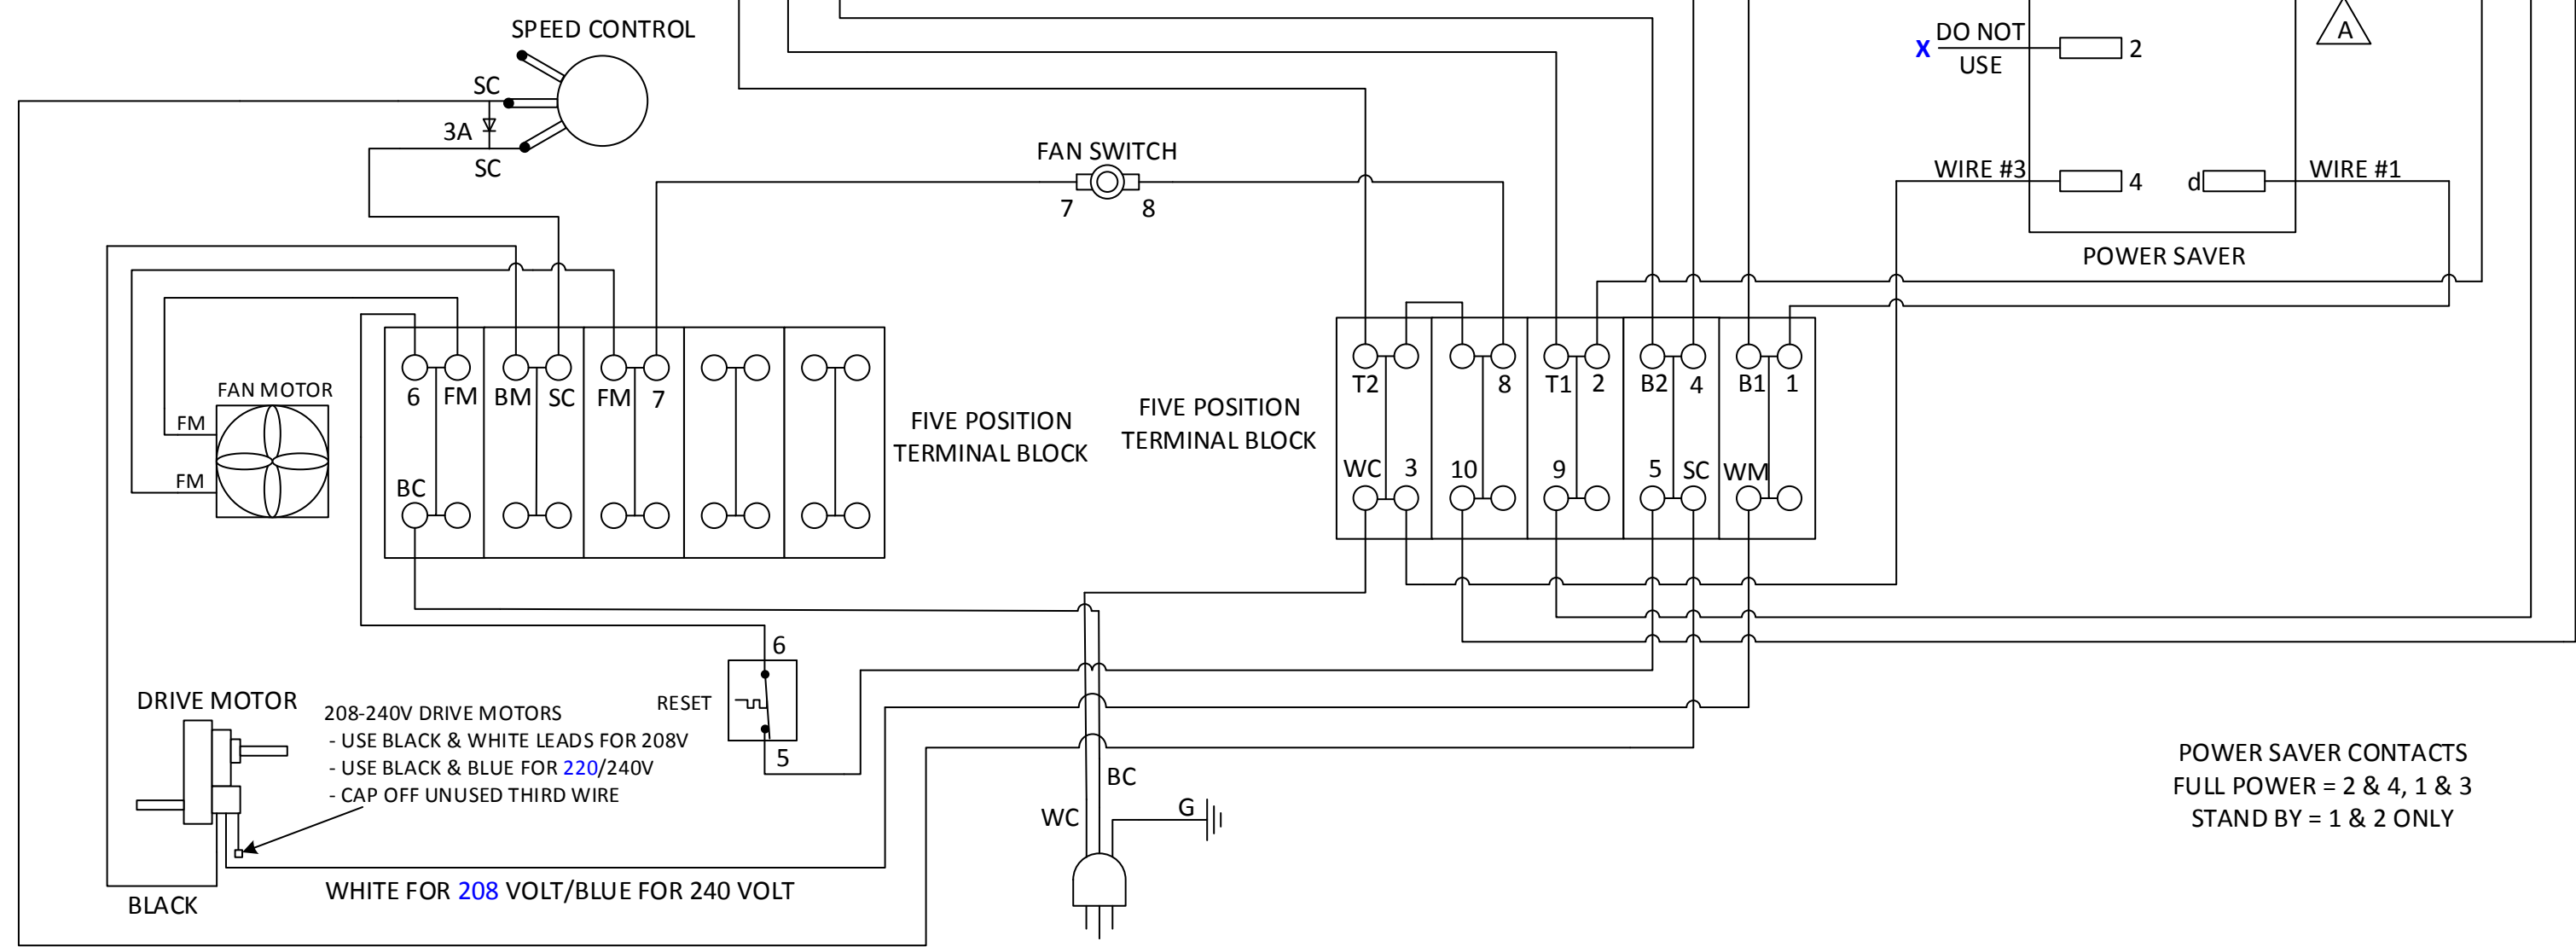 SPEED CONTROL
SC
3A
SC
FAN SWITCH
7 8
X DO NOT
USE
2
A
WIRE #3
4
d
WIRE #1
POWER SAVER
FAN MOTOR
FM
FM
6 FM BM SC FM 7
BC
FIVE POSITION
TERMINAL BLOCK
FIVE POSITION
TERMINAL BLOCK
T2 8 T1 2 B2 4 B1 1
WC 3 10 9 5 SC WM
6
RESET
5
DRIVE MOTOR
208-240V DRIVE MOTORS
- USE BLACK & WHITE LEADS FOR 208V
- USE BLACK & BLUE FOR 220/240V
- CAP OFF UNUSED THIRD WIRE
BC
WC
G
BLACK
WHITE FOR 208 VOLT/BLUE FOR 240 VOLT
POWER SAVER CONTACTS
FULL POWER = 2 & 4, 1 & 3
STAND BY = 1 & 2 ONLY